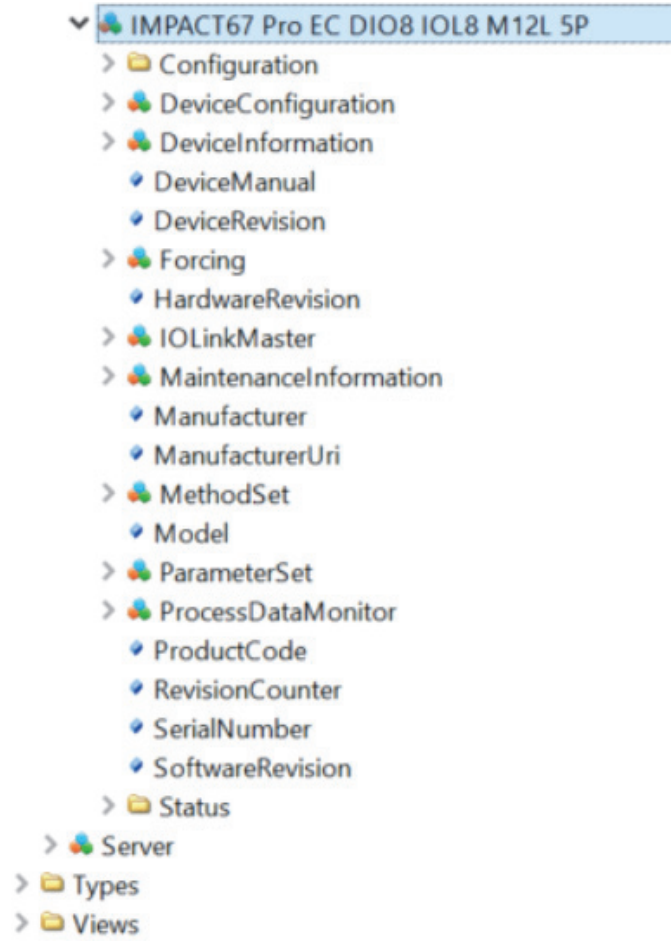 IMPACT67 Pro EC DIO8 IOL8 M12L 5P
Configuration
DeviceConfiguration
DeviceInformation
DeviceManual
DeviceRevision
Forcing
HardwareRevision
IOLinkMaster
MaintenanceInformation
Manufacturer
ManufacturerUri
MethodSet
Model
ParameterSet
ProcessDataMonitor
ProductCode
RevisionCounter
SerialNumber
SoftwareRevision
Status
Server
Types
Views